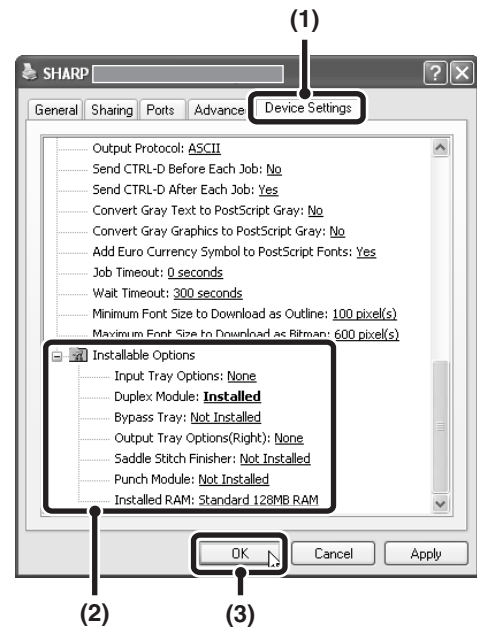 (1)
SHARP
General Sharing Ports Advance Device Settings
Output Protocol: ASCII
Send CTRL-D Before Each Job: No
Send CTRL-D After Each Job: Yes
Convert Gray Text to PostScript Gray: No
Convert Gray Graphics to PostScript Gray: No
Add Euro Currency Symbol to PostScript Fonts: Yes
Job Timeout: 0 seconds
Wait Timeout: 300 seconds
Minimum Font Size to Download as Outline: 100 pixel(s)
Maximum Font Size to Download as Bitmap: 600 pixel(s)
Installable Options
Input Tray Options: None
Duplex Module: Installed
Bypass Tray: Not Installed
Output Tray Options(Right): None
Saddle Stitch Finisher: Not Installed
Punch Module: Not Installed
Installed RAM: Standard 128MB RAM
OK Cancel Apply
(2) (3)